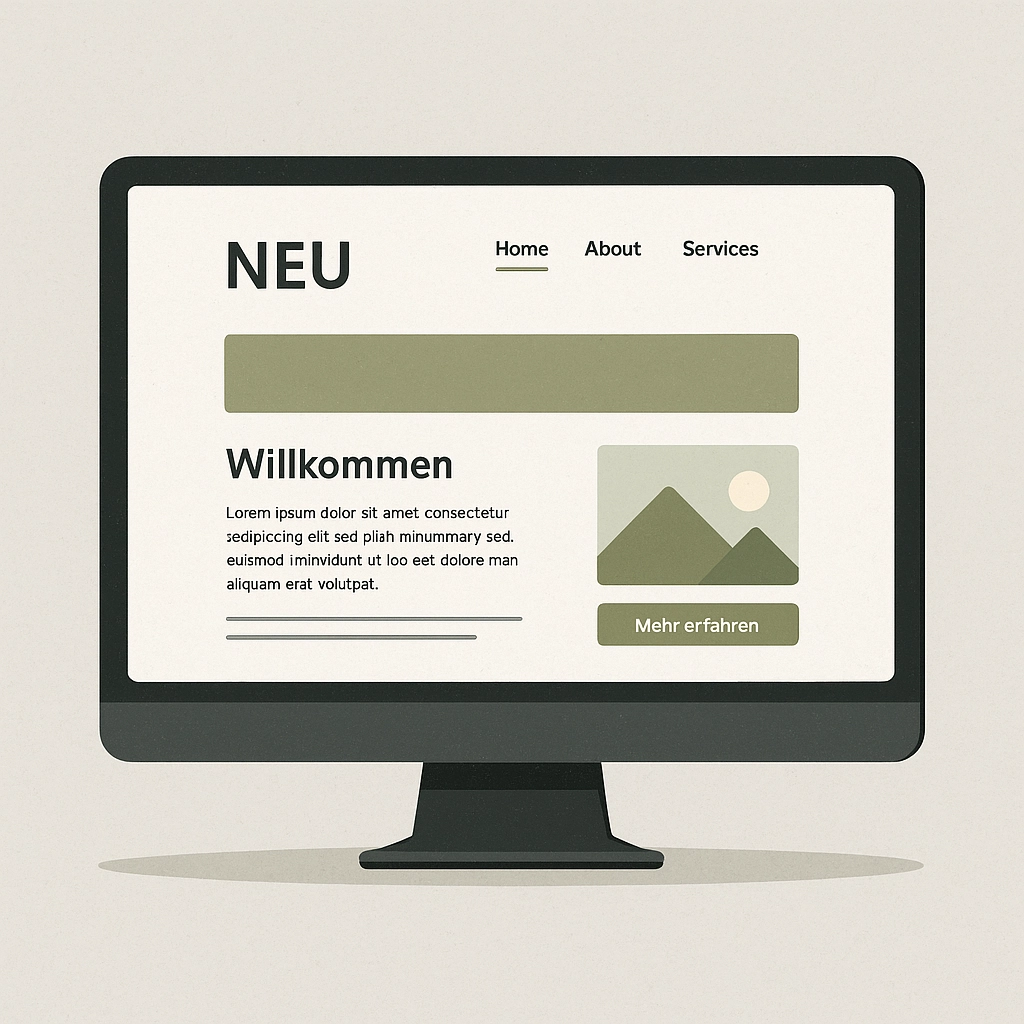 NEU
Home About Services
Willkommen
Lorem ipsum dolor sit amet consectetur
sedipiccing elit sed pliah minummary sed.
euismod iminvidunt ut loo eet dolore man
aliquam erat volutpat.
Mehr erfahren